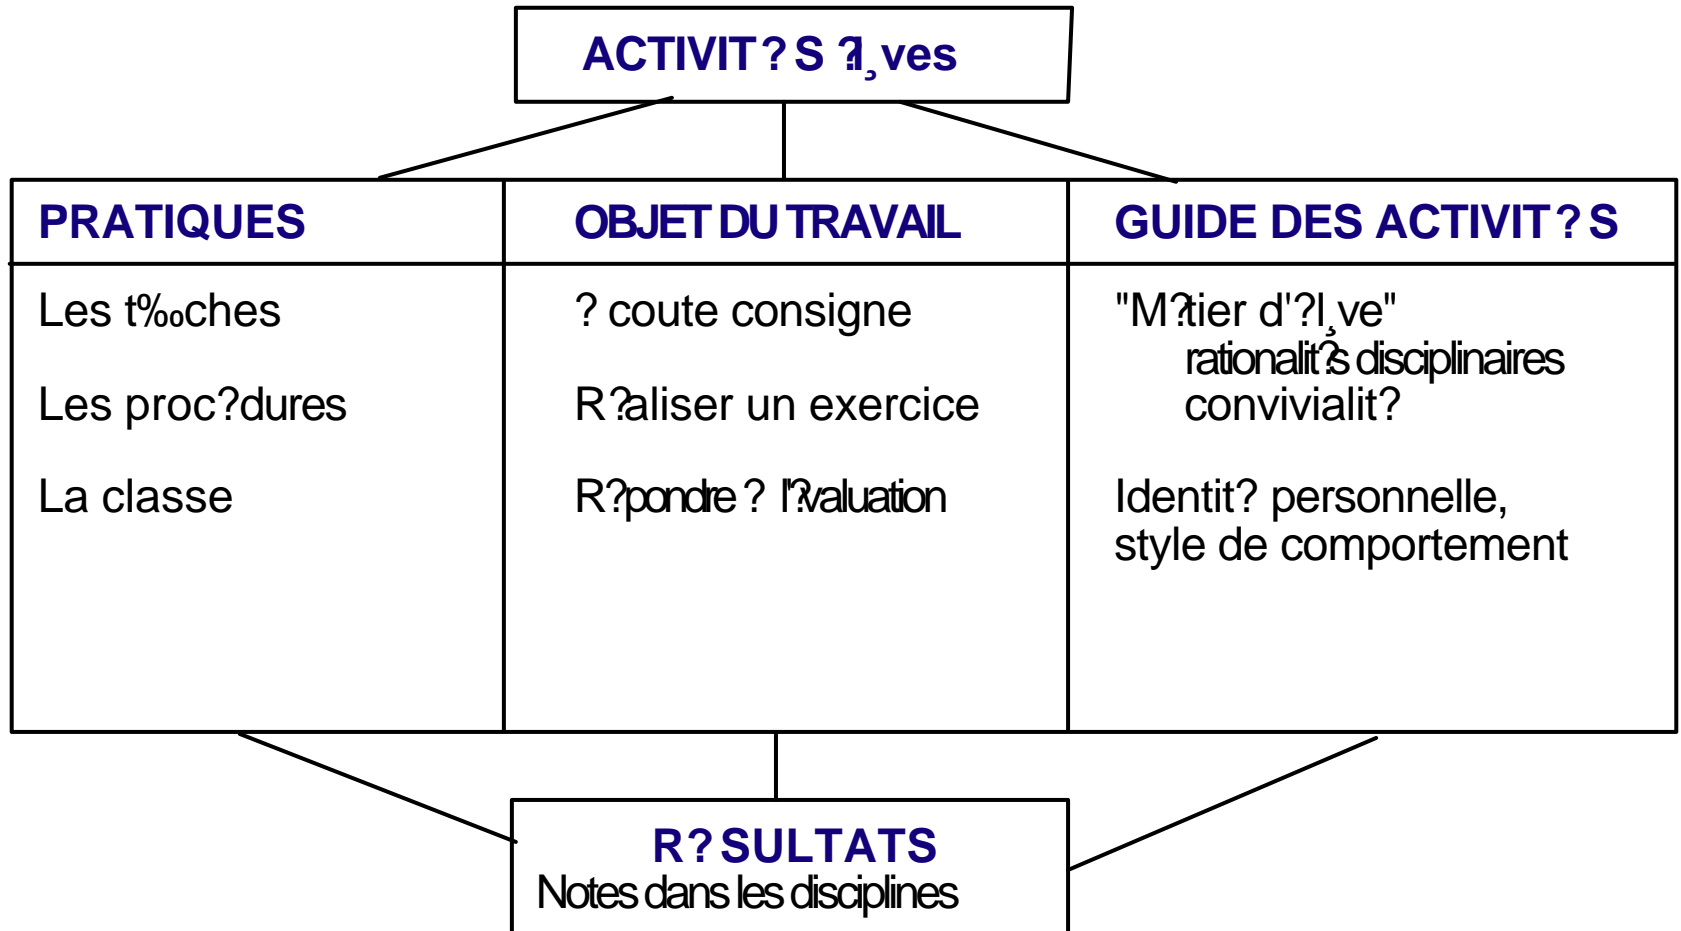 ACTIVIT?S ?l¸ves
PRATIQUES
OBJET DU TRAVAIL
GUIDE DES ACTIVIT?S
Les t‰ches
Les proc?dures
La classe
?coute consigne
R?aliser un exercice
R?pondre ? l'?valuation
"M?tier d'?l¸ve"
rationalit?s disciplinaires
convivialit?
Identit? personnelle,
style de comportement
R?SULTATS
Notes dans les disciplines